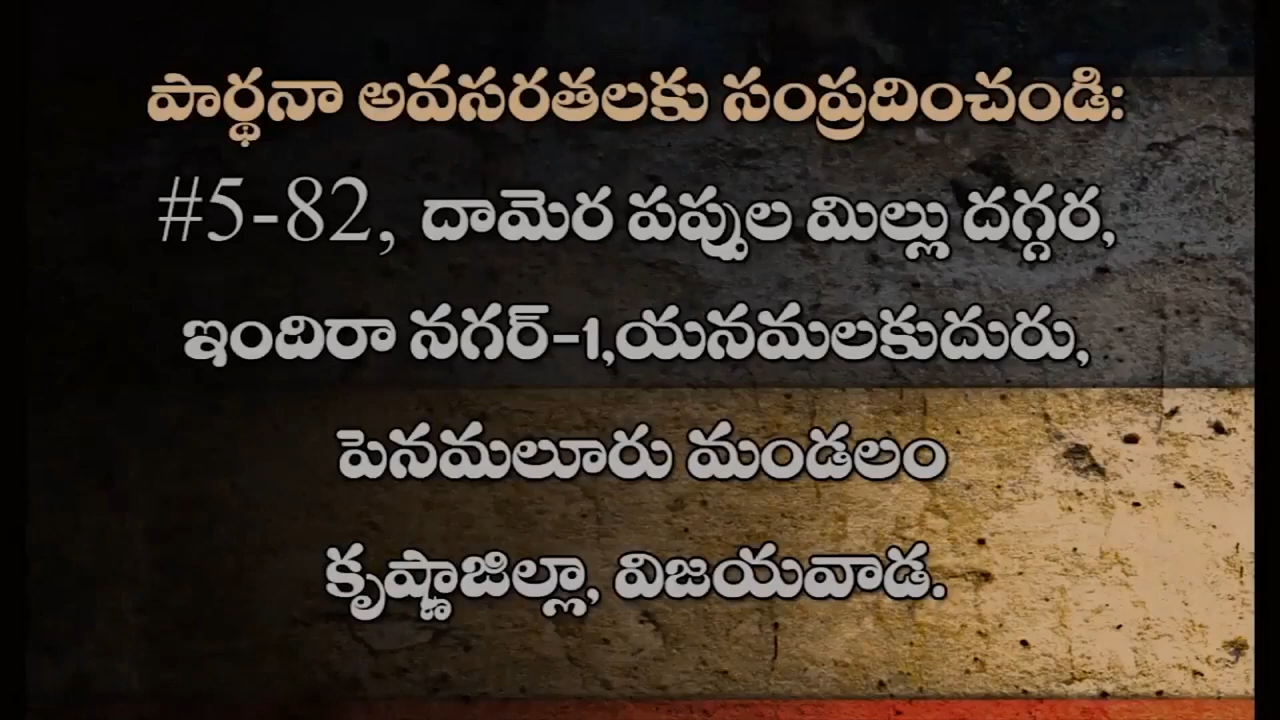 పార్థనా అవసరతలకు సంప్రదించండి:
#5-82, దామెర పప్పుల మిల్లు దగ్గర,
ఇందిరా నగర్-1,యనమలకుదురు,
పెనమలూరు మండలం
కృష్ణాజిల్లా, విజయవాడ.